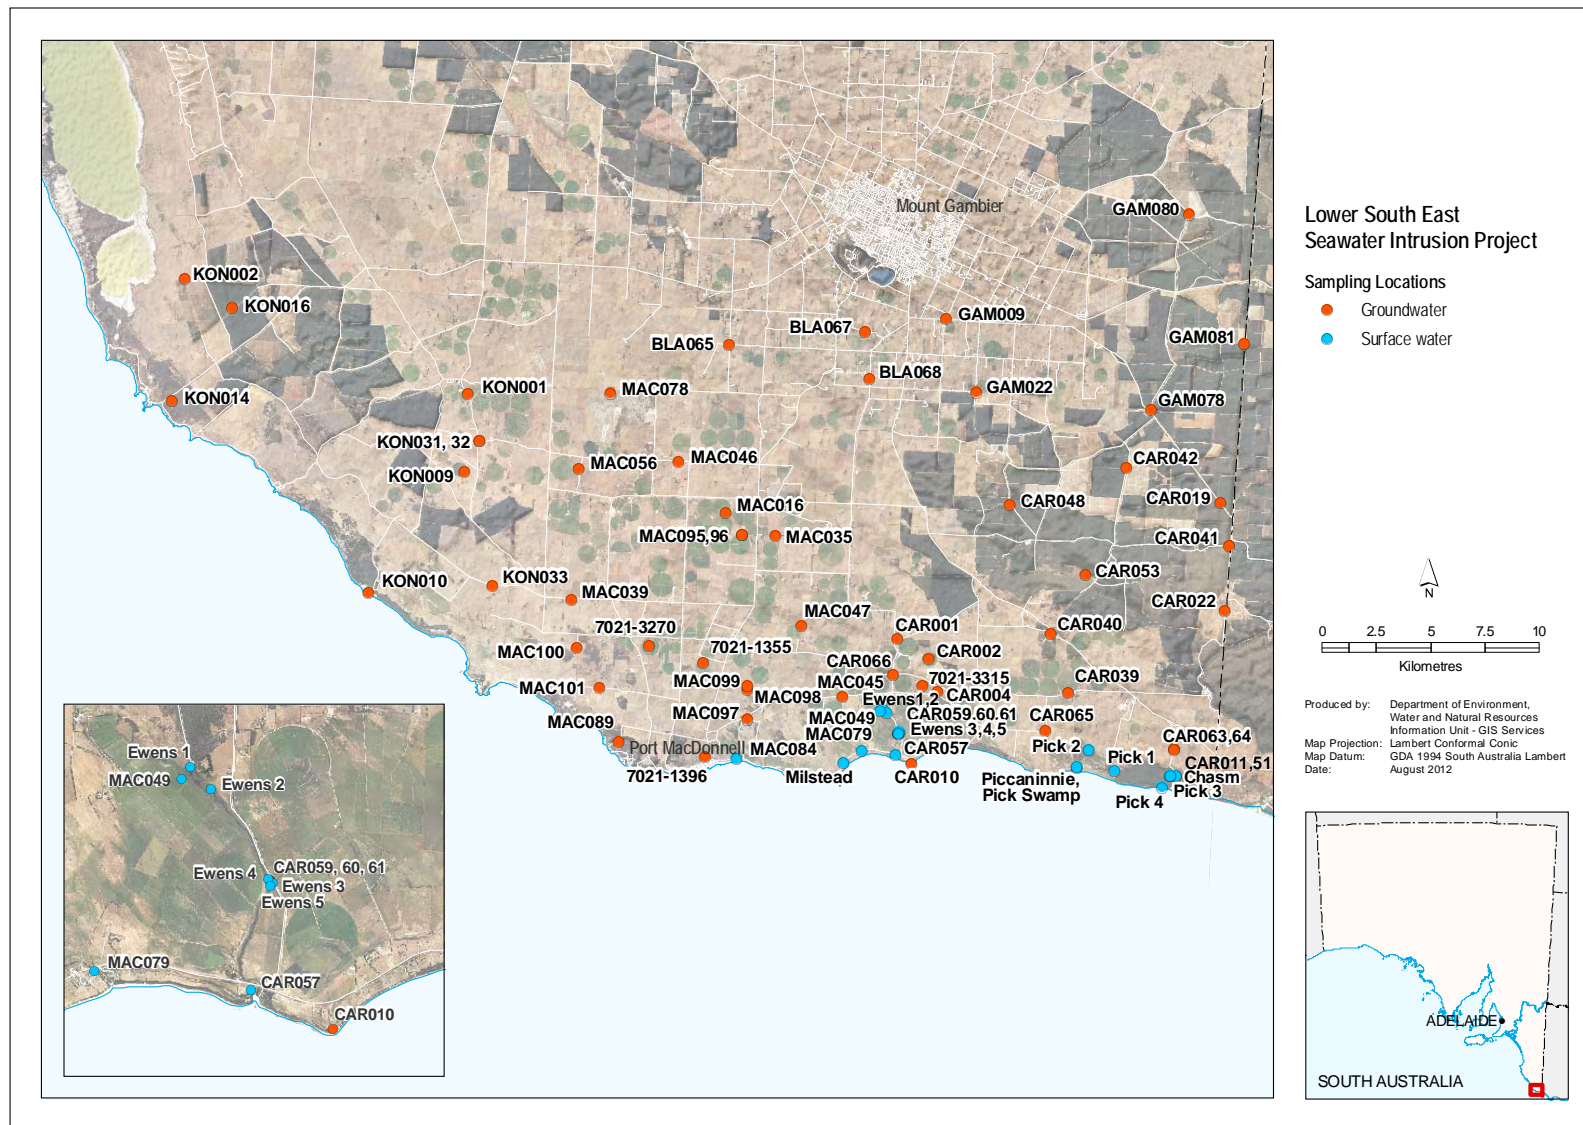 Mount Gambier
GAM080
KON002
KON016
GAM009
BLA067
GAM081
BLA065
BLA068
GAM022
KON001
MAC078
KON014
GAM078
KON031, 32
MAC046
MAC056
KON009
CAR042
CAR019
CAR048
MAC016
MAC095,96
MAC035
CAR041
CAR053
KON010
KON033
MAC039
CAR022
MAC047
7021-3270
CAR001
CAR040
MAC100
7021-1355
CAR002
CAR066
MAC099
MAC045
7021-3315
MAC101
MAC098
CAR004
CAR039
Ewens1,2
MAC089
MAC097
MAC049
CAR059.60.61
MAC079
Ewens 3,4,5
CAR065
Port MacDonnell
MAC084
CAR057
Pick 2
Pick 1
CAR063,64
7021-1396
Milstead
CAR010
Piccaninnie,
Pick Swamp
CAR011,51
Chasm
Pick 4
Pick 3
Ewens 1
MAC049
Ewens 2
CAR059, 60, 61
Ewens 4
Ewens 3
Ewens 5
MAC079
CAR057
CAR010
Lower South East
Seawater Intrusion Project
Sampling Locations
Groundwater
Surface water
N
0 2.5 5 7.5 10
Kilometres
Produced by: Department of Environment,
Water and Natural Resources
Information Unit - GIS Services
Map Projection: Lambert Conformal Conic
Map Datum: GDA 1994 South Australia Lambert
Date: August 2012
ADELAIDE
SOUTH AUSTRALIA